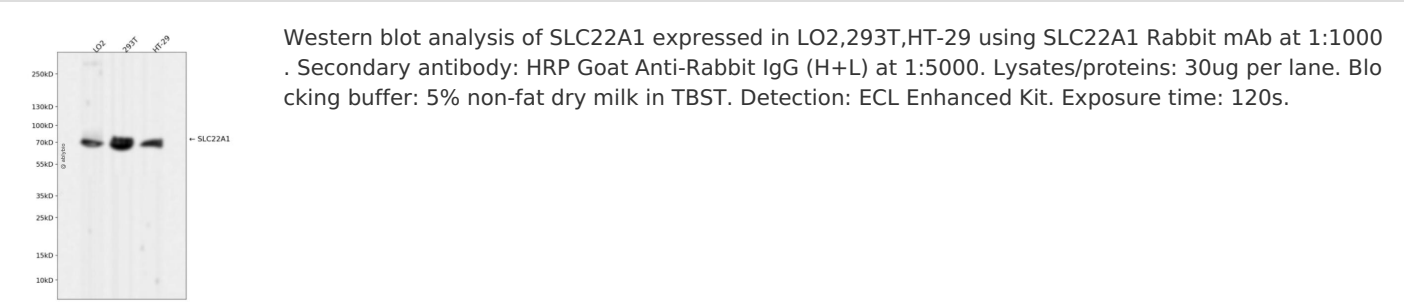 LO2 293T HT-29
250kD
130kD
100kD
70kD
55kD
35kD
25kD
15kD
10kD
← SLC22A1
Western blot analysis of SLC22A1 expressed in LO2,293T,HT-29 using SLC22A1 Rabbit mAb at 1:1000
. Secondary antibody: HRP Goat Anti-Rabbit IgG (H+L) at 1:5000. Lysates/proteins: 30ug per lane. Blo
cking buffer: 5% non-fat dry milk in TBST. Detection: ECL Enhanced Kit. Exposure time: 120s.